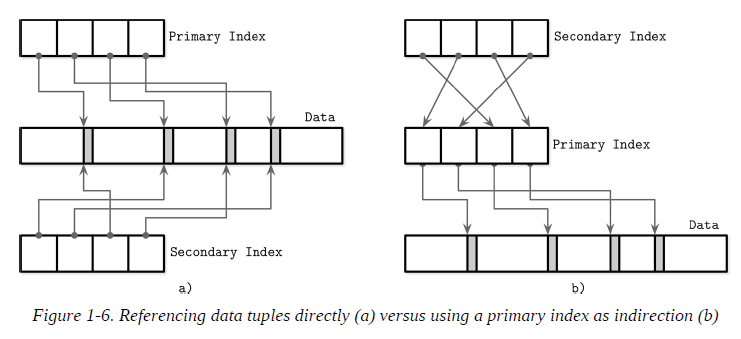 Primary Index
Data
Secondary Index
a)
Secondary Index
Primary Index
Data
b)
Figure 1-6. Referencing data tuples directly (a) versus using a primary index as indirection (b)